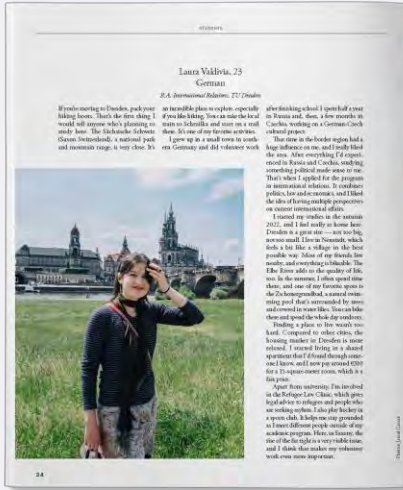 STUDENTS
Laura Valdivia, 23
German
B.A. International Relations, TU Dresden
If you're moving to Dresden, pack your
hiking boots. That's the first thing I
would tell anyone who's planning to
study here. The Sächsische Schweiz
(Saxon Switzerland), a national park
and mountain range, is very close. It's
an incredible place to explore, especially
if you like hiking. You can take the local
train to Schmilka and start on a trail
there. It's one of my favorite activities.
I grew up in a small town in south-
ern Germany and did volunteer work
after finishing school. I spent half a year
in Russia and, then, a few months in
Czechia, working on a German-Czech
cultural project.
That time in the border region had a
huge influence on me, and I really liked
the area. After everything I'd experi-
enced in Russia and Czechia, studying
something political made sense to me.
That's when I applied for the program
in international relations. It combines
politics, law and economics, and I liked
the idea of having multiple perspectives
on current international affairs.
I started my studies in the autumn
2022, and I feel really at home here.
Dresden is a great size — not too big,
not too small. I live in Neustadt, which
feels a bit like a village in the best
possible way. Most of my friends live
nearby, and everything is bikeable. The
Elbe River adds to the quality of life,
too. In the summer, I often spend time
there, and one of my favorite spots is
the Zschonergrundbad, a natural swim-
ming pool that's surrounded by trees
and covered in water lilies. You can bike
there and spend the whole day outdoors.
Finding a place to live wasn't too
hard. Compared to other cities, the
housing market in Dresden is more
relaxed. I started living in a shared
apartment that I'd found through some-
one I know, and I now pay around €300
for a 15-square-meter room, which is a
fair price.
Apart from university, I'm involved
in the Refugee Law Clinic, which gives
legal advice to refugees and people who
are seeking asylum. I also play hockey in
a sports club. It helps me stay grounded
as I meet different people outside of my
academic program. Here, in Saxony, the
rise of the far right is a very visible issue,
and I think that makes my volunteer
work even more important.
24